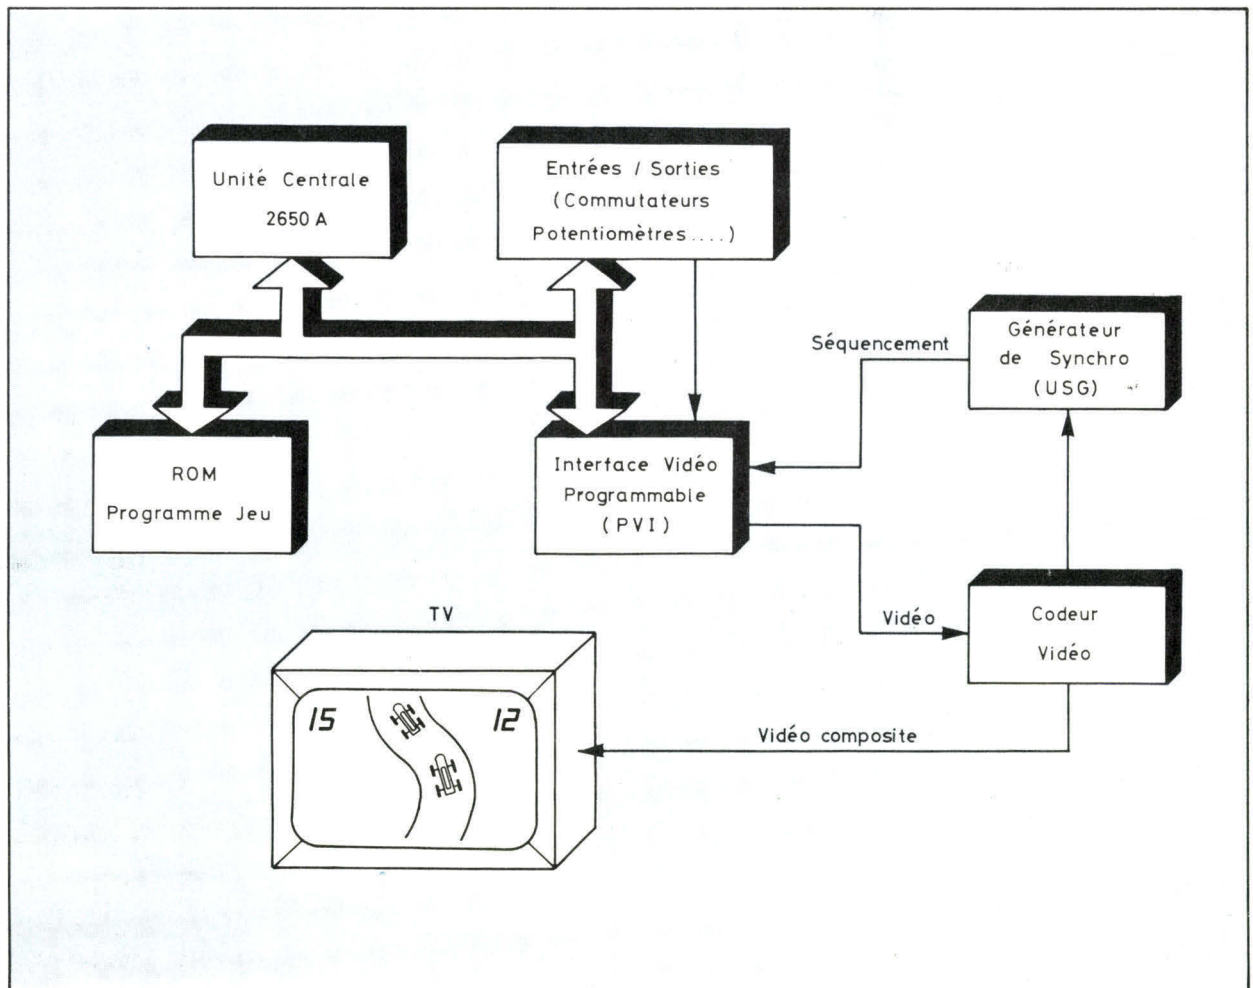 Unité Centrale
2650 A
Entrées / Sorties
(Commutateurs
Potentiomètres....)
Générateur
de Synchro
(USG)
Séquencement
ROM
Programme Jeu
Interface Vidéo
Programmable
(PVI)
Vidéo
Codeur
Vidéo
TV
15
12
Vidéo composite